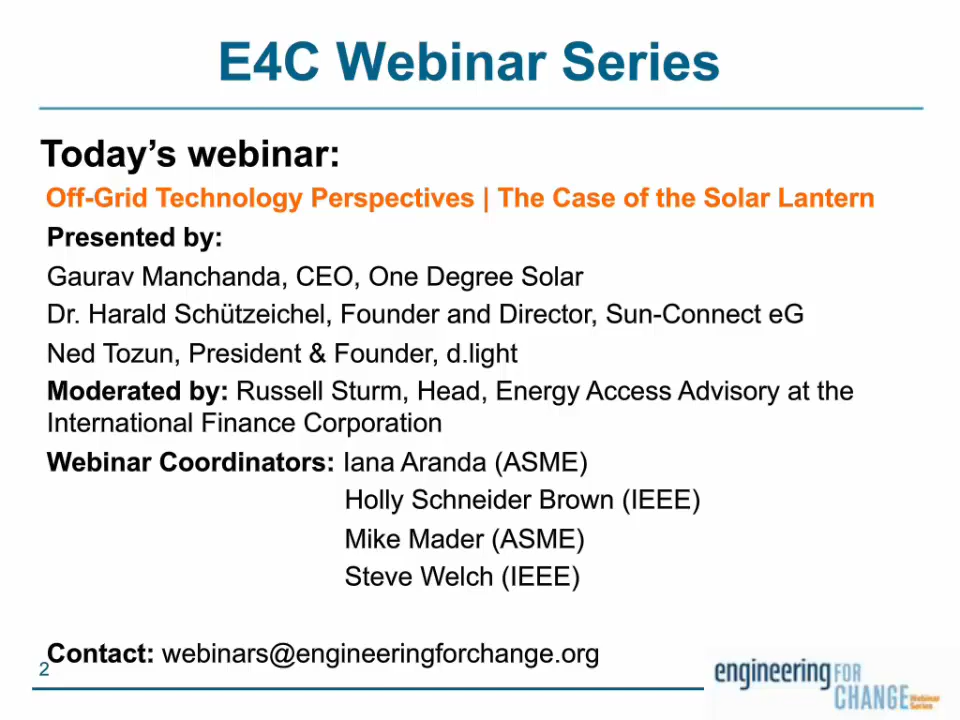 E4C Webinar Series
Today's webinar:
Off-Grid Technology Perspectives | The Case of the Solar Lantern
Presented by:
Gaurav Manchanda, CEO, One Degree Solar
Dr. Harald Schützeichel, Founder and Director, Sun-Connect eG
Ned Tozun, President & Founder, d.light
Moderated by: Russell Sturm, Head, Energy Access Advisory at the
International Finance Corporation
Webinar Coordinators: Iana Aranda (ASME)
Holly Schneider Brown (IEEE)
Mike Mader (ASME)
Steve Welch (IEEE)
Contact: webinars@engineeringforchange.org
2
engineering FOR
CHANGE Webinar
Series